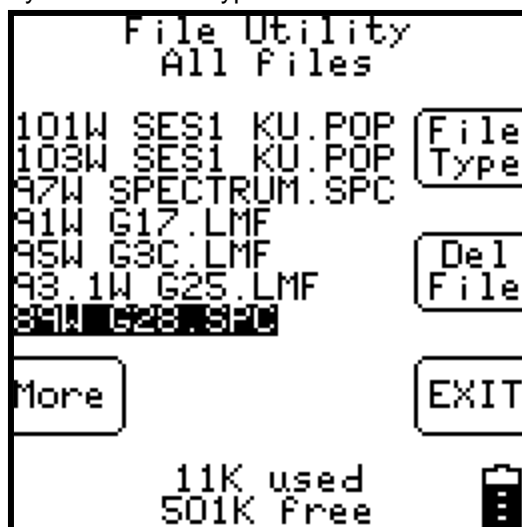 File Utility
All files
101W SES1 KU.POP
103W SES1 KU.POP
97W SPECTRUM.SPC
91W G17.LMF
95W G3C.LMF
93.1W G25.LMF
89W G28.SPC
File
Type
Del
File
More
EXIT
11K used
501K free